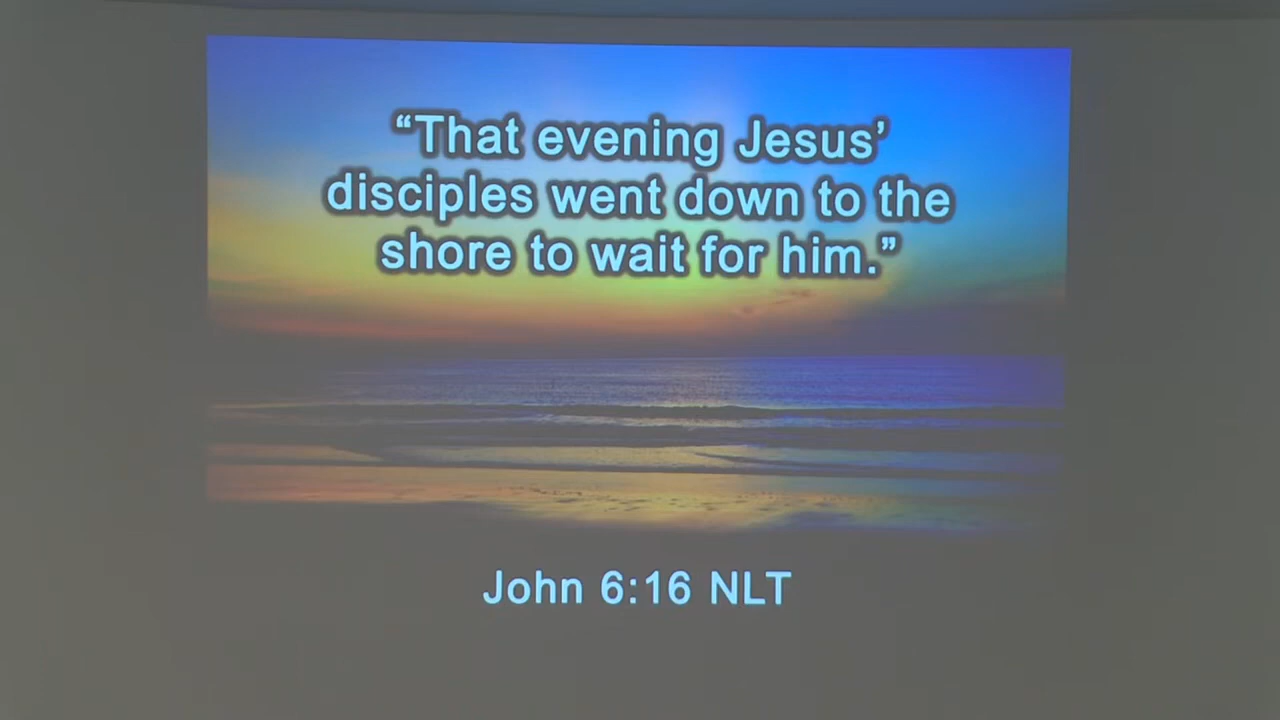 “That evening Jesus’
disciples went down to the
shore to wait for him.”
John 6:16 NLT